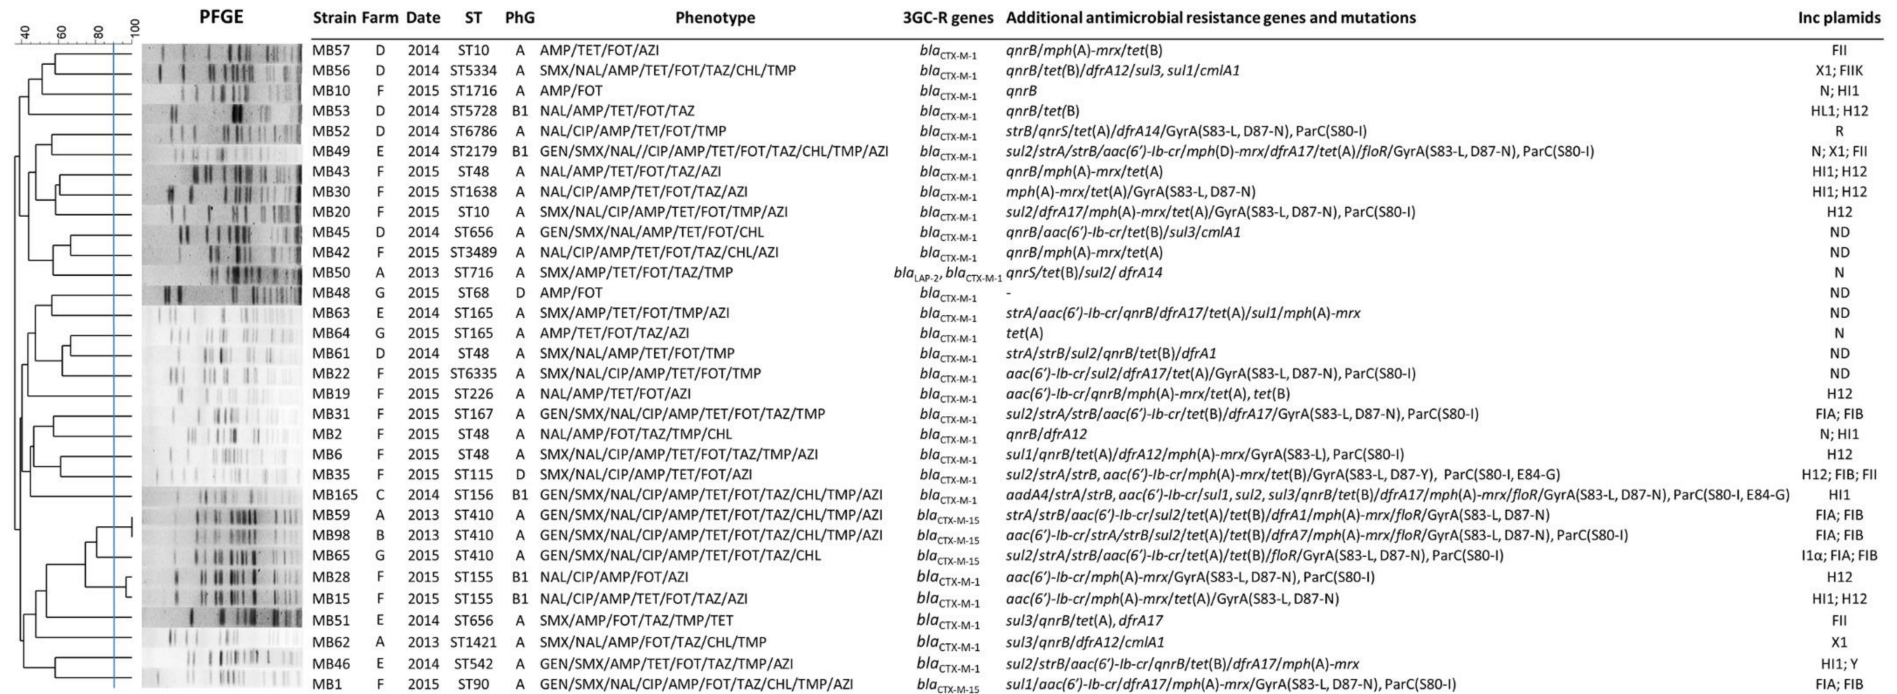 40 60 80 100 PFGE Strain Farm Date ST PhG Phenotype 3GC-R genes Additional antimicrobial resistance genes and mutations Inc plamids
MB57 D 2014 ST10 A AMP/TET/FOT/AZI blaCTX-M-1 qnrB/mph(A)-mrx/tet(B) FII
MB56 D 2014 ST5334 A SMX/NAL/AMP/TET/FOT/TAZ/CHL/TMP blaCTX-M-1 qnrB/tet(B)/dfrA12/sul3, sul1/cmlA1 X1; FIIK
MB10 F 2015 ST1716 A AMP/FOT blaCTX-M-1 qnrB N; HI1
MB53 D 2014 ST5728 B1 NAL/AMP/TET/FOT/TAZ blaCTX-M-1 qnrB/tet(B) HL1; H12
MB52 D 2014 ST6786 A NAL/CIP/AMP/TET/FOT/TMP blaCTX-M-1 strB/qnrS/tet(A)/dfrA14/GyrA(S83-L, D87-N), ParC(S80-I) R
MB49 E 2014 ST2179 B1 GEN/SMX/NAL//CIP/AMP/TET/FOT/TAZ/CHL/TMP/AZI blaCTX-M-1 sul2/strA/strB/aac(6')-Ib-cr/mph(D)-mrx/dfrA17/tet(A)/floR/GyrA(S83-L, D87-N), ParC(S80-I) N; X1; FII
MB43 F 2015 ST48 A NAL/AMP/TET/FOT/TAZ/AZI blaCTX-M-1 qnrB/mph(A)-mrx/tet(A) HI1; H12
MB30 F 2015 ST1638 A NAL/CIP/AMP/TET/FOT/TAZ/AZI blaCTX-M-1 mph(A)-mrx/tet(A)/GyrA(S83-L, D87-N) HI1; H12
MB20 F 2015 ST10 A SMX/NAL/CIP/AMP/TET/FOT/TMP/AZI blaCTX-M-1 sul2/dfrA17/mph(A)-mrx/tet(A)/GyrA(S83-L, D87-N), ParC(S80-I) H12
MB45 D 2014 ST656 A GEN/SMX/NAL/AMP/TET/FOT/CHL blaCTX-M-1 qnrB/aac(6')-Ib-cr/tet(B)/sul3/cmlA1 ND
MB42 F 2015 ST3489 A NAL/CIP/AMP/TET/FOT/TAZ/CHL/AZI blaCTX-M-1 qnrB/mph(A)-mrx/tet(A) ND
MB50 A 2013 ST716 A SMX/AMP/TET/FOT/TAZ/TMP blaLAP-2, blaCTX-M-1 qnrS/tet(B)/sul2/ dfrA14 N
MB48 G 2015 ST68 D AMP/FOT blaCTX-M-1 - ND
MB63 E 2014 ST165 A SMX/AMP/TET/FOT/TMP/AZI blaCTX-M-1 strA/aac(6')-Ib-cr/qnrB/dfrA17/tet(A)/sul1/mph(A)-mrx ND
MB64 G 2015 ST165 A AMP/TET/FOT/TAZ/AZI blaCTX-M-1 tet(A) N
MB61 D 2014 ST48 A SMX/NAL/AMP/TET/FOT/TMP blaCTX-M-1 strA/strB/sul2/qnrB/tet(B)/dfrA1 ND
MB22 F 2015 ST6335 A SMX/NAL/CIP/AMP/TET/FOT/TMP blaCTX-M-1 aac(6')-Ib-cr/sul2/dfrA17/tet(A)/GyrA(S83-L, D87-N), ParC(S80-I) ND
MB19 F 2015 ST226 A NAL/AMP/TET/FOT/AZI blaCTX-M-1 aac(6')-Ib-cr/qnrB/mph(A)-mrx/tet(A), tet(B) H12
MB31 F 2015 ST167 A GEN/SMX/NAL/CIP/AMP/TET/FOT/TAZ/TMP blaCTX-M-1 sul2/strA/strB/aac(6')-Ib-cr/tet(B)/dfrA17/GyrA(S83-L, D87-N), ParC(S80-I) FIA; FIB
MB2 F 2015 ST48 A NAL/AMP/FOT/TAZ/TMP/CHL blaCTX-M-1 qnrB/dfrA12 N; HI1
MB6 F 2015 ST48 A SMX/NAL/CIP/AMP/TET/FOT/TAZ/TMP/AZI blaCTX-M-1 sul1/qnrB/tet(A)/dfrA12/mph(A)-mrx/GyrA(S83-L), ParC(S80-I) H12
MB35 F 2015 ST115 D SMX/NAL/CIP/AMP/TET/FOT/AZI blaCTX-M-1 sul2/strA/strB, aac(6')-Ib-cr/mph(A)-mrx/tet(B)/GyrA(S83-L, D87-Y), ParC(S80-I, E84-G) H12; FIB; FII
MB165 C 2014 ST156 B1 GEN/SMX/NAL/CIP/AMP/TET/FOT/TAZ/CHL/TMP/AZI blaCTX-M-1 aadA4/strA/strB, aac(6')-Ib-cr/sul1, sul2, sul3/qnrB/tet(B)/dfrA17/mph(A)-mrx/floR/GyrA(S83-L, D87-N), ParC(S80-I, E84-G) HI1
MB59 A 2013 ST410 A GEN/SMX/NAL/CIP/AMP/TET/FOT/TAZ/CHL/TMP/AZI blaCTX-M-15 strA/strB/aac(6')-Ib-cr/sul2/tet(A)/tet(B)/dfrA1/mph(A)-mrx/floR/GyrA(S83-L, D87-N) FIA; FIB
MB98 B 2013 ST410 A GEN/SMX/NAL/CIP/AMP/TET/FOT/TAZ/CHL/TMP/AZI blaCTX-M-15 aac(6')-Ib-cr/strA/strB/sul2/tet(A)/tet(B)/dfrA7/mph(A)-mrx/floR/GyrA(S83-L, D87-N), ParC(S80-I) FIA; FIB
MB65 G 2015 ST410 A GEN/SMX/NAL/CIP/AMP/TET/FOT/TAZ/CHL blaCTX-M-15 sul2/strA/strB/aac(6')-Ib-cr/tet(A)/tet(B)/floR/GyrA(S83-L, D87-N), ParC(S80-I) I1α; FIA; FIB
MB28 F 2015 ST155 B1 NAL/CIP/AMP/FOT/AZI blaCTX-M-1 aac(6')-Ib-cr/mph(A)-mrx/GyrA(S83-L, D87-N), ParC(S80-I) H12
MB15 F 2015 ST155 B1 NAL/CIP/AMP/TET/FOT/TAZ/AZI blaCTX-M-1 aac(6')-Ib-cr/mph(A)-mrx/tet(A)/GyrA(S83-L, D87-N) HI1; H12
MB51 E 2014 ST656 A SMX/AMP/FOT/TAZ/TMP/TET blaCTX-M-1 sul3/qnrB/tet(A), dfrA17 FII
MB62 A 2013 ST1421 A SMX/NAL/AMP/FOT/TAZ/CHL/TMP blaCTX-M-1 sul3/qnrB/dfrA12/cmlA1 X1
MB46 E 2014 ST542 A GEN/SMX/AMP/TET/FOT/TAZ/TMP/AZI blaCTX-M-1 sul2/strB/aac(6')-Ib-cr/qnrB/tet(B)/dfrA17/mph(A)-mrx HI1; Y
MB1 F 2015 ST90 A GEN/SMX/NAL/CIP/AMP/FOT/TAZ/CHL/TMP/AZI blaCTX-M-15 sul1/aac(6')-Ib-cr/dfrA17/mph(A)-mrx/GyrA(S83-L, D87-N), ParC(S80-I) FIA; FIB